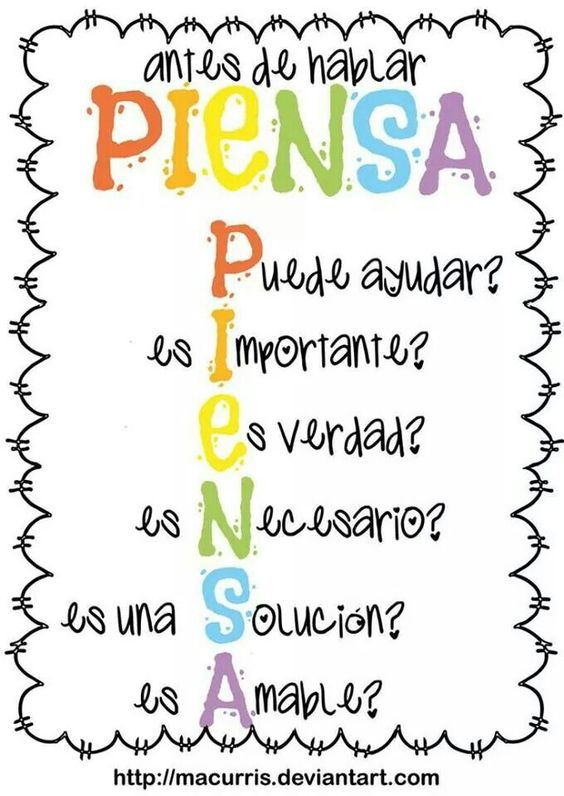 antes de hablar
PIENSA
Puede ayudar?
es Importante?
es verdad?
es Necesario?
es una Solución?
es Amable?
http://macurris.deviantart.com